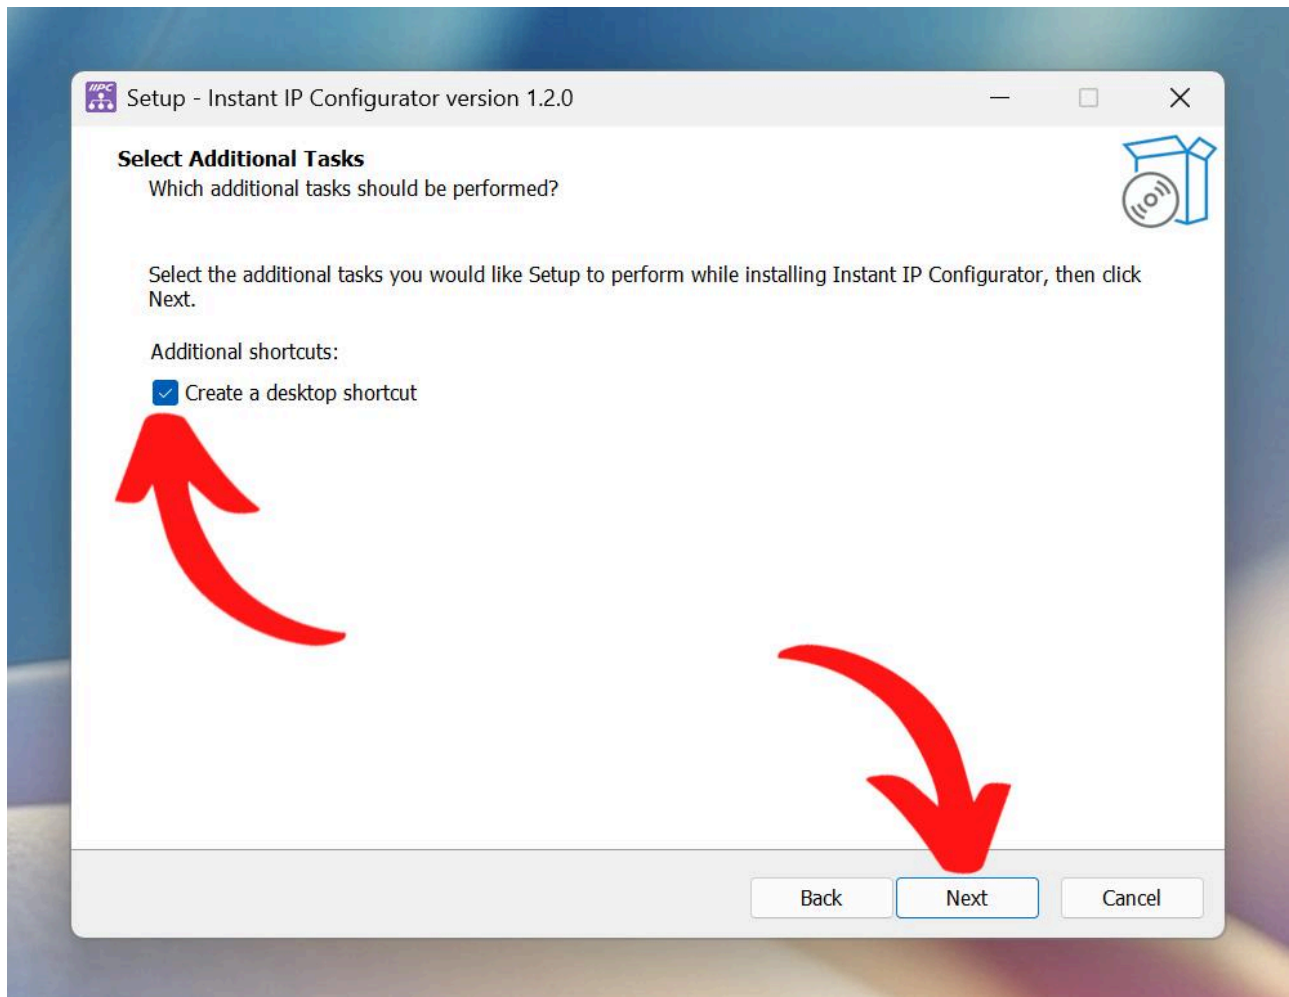 IIPC
Setup - Instant IP Configurator version 1.2.0
Select Additional Tasks
Which additional tasks should be performed?
Select the additional tasks you would like Setup to perform while installing Instant IP Configurator, then click
Next.
Additional shortcuts:
Create a desktop shortcut
Back
Next
Cancel